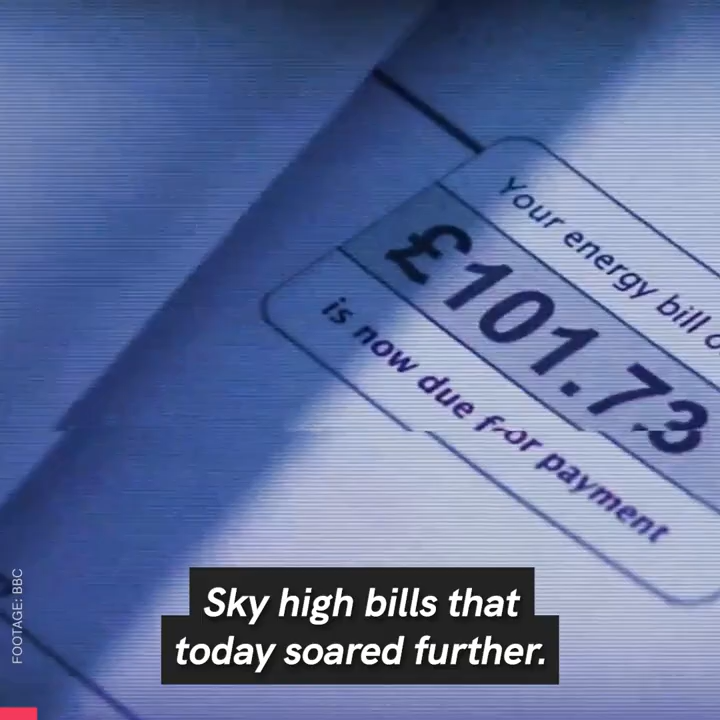 Your energy bill o
£101.73
is now due for payment
FOOTAGE: BBC
Sky high bills that
today soared further.